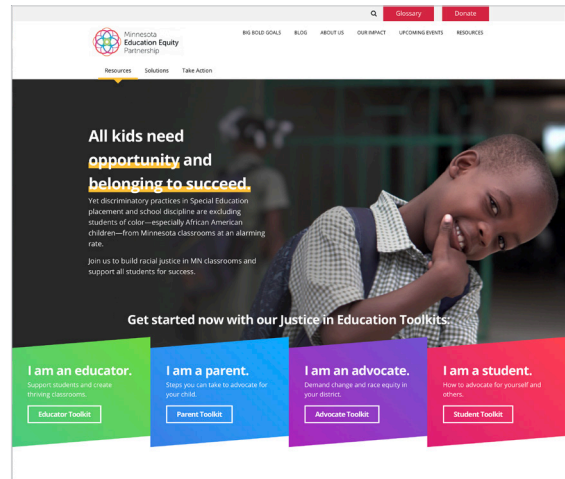 Glossary
Donate
Minnesota
Education Equity
Partnership
BIG BOLD GOALS
BLOG
ABOUT US
OUR IMPACT
UPCOMING EVENTS
RESOURCES
Resources
Solutions
Take Action
All kids need
opportunity and
belonging to succeed.
Yet discriminatory practices in Special Education
placement and school discipline are excluding
students of color—especially African American
children—from Minnesota classrooms at an alarming
rate.
Join us to build racial justice in MN classrooms and
support all students for success.
Get started now with our Justice in Education Toolkits:
I am an educator.
Support students and create
thriving classrooms.
Educator Toolkit
I am a parent.
Steps you can take to advocate for
your child.
Parent Toolkit
I am an advocate.
Demand change and race equity in
your district.
Advocate Toolkit
I am a student.
How to advocate for yourself and
others.
Student Toolkit